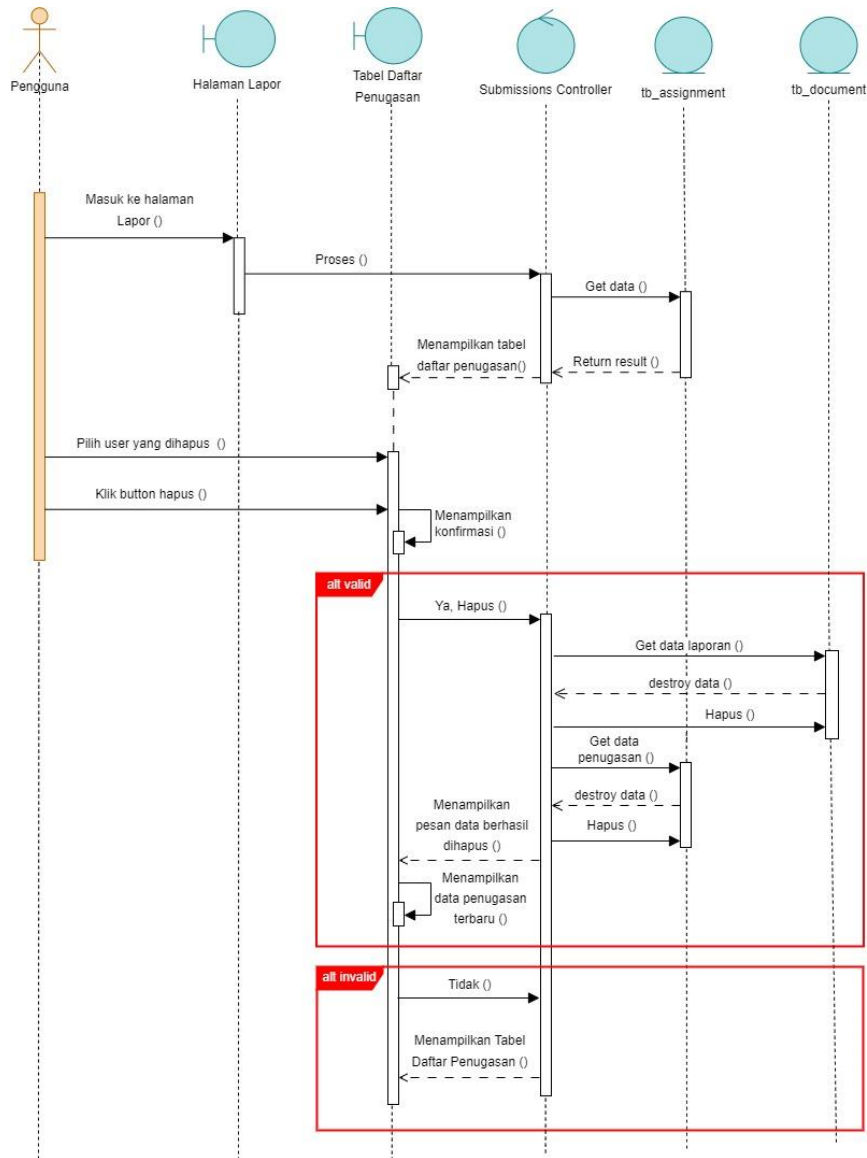 Pengguna
Halaman Lapor
Tabel Daftar
Penugasan
Submissions Controller
tb_assignment
tb_document
Masuk ke halaman
Lapor ()
Proses ()
Get data ()
Menampilkan tabel
daftar penugasan()
Return result ()
Pilih user yang dihapus ()
Klik button hapus ()
Menampilkan
konfirmasi ()
alt valid
Ya, Hapus ()
Get data laporan ()
destroy data ()
Hapus ()
Get data
penugasan ()
destroy data ()
Hapus ()
Menampilkan
pesan data berhasil
dihapus ()
Menampilkan
data penugasan
terbaru ()
alt invalid
Tidak ()
Menampilkan Tabel
Daftar Penugasan ()